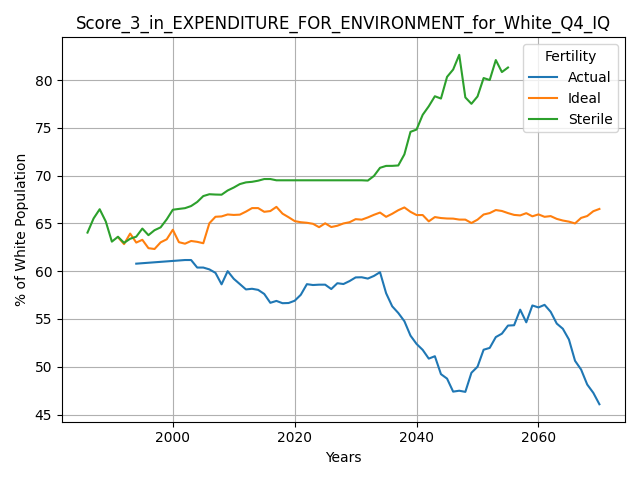 Score_3_in_EXPENDITURE_FOR_ENVIRONMENT_for_White_Q4_IQ
Fertility
Actual
Ideal
Sterile
% of White Population
80
75
70
65
60
55
50
45
2000
2020
2040
2060
Years